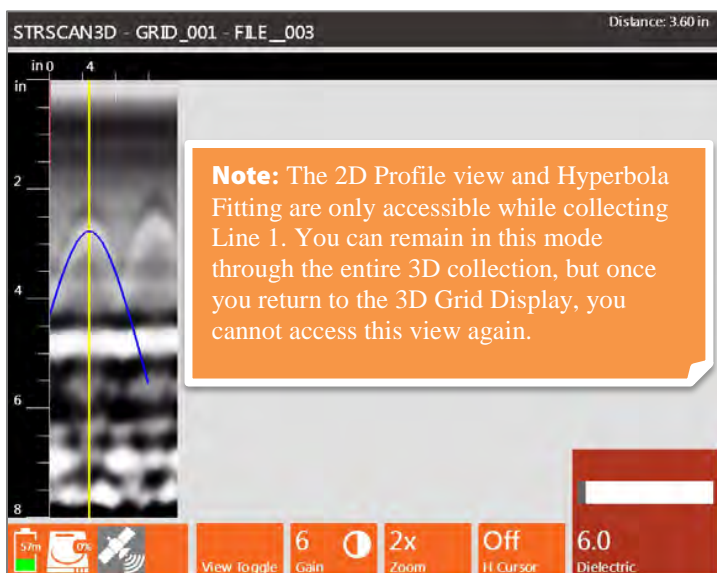 STRSCAN3D - GRID_001 - FILE__003
Distance: 3.60 in
in 0 4
in
2
4
6
8
Note: The 2D Profile view and Hyperbola
Fitting are only accessible while collecting
Line 1. You can remain in this mode
through the entire 3D collection, but once
you return to the 3D Grid Display, you
cannot access this view again.
57m 0%
View Toggle
6
Gain
2x
Zoom
Off
H Cursor
6.0
Dielectric